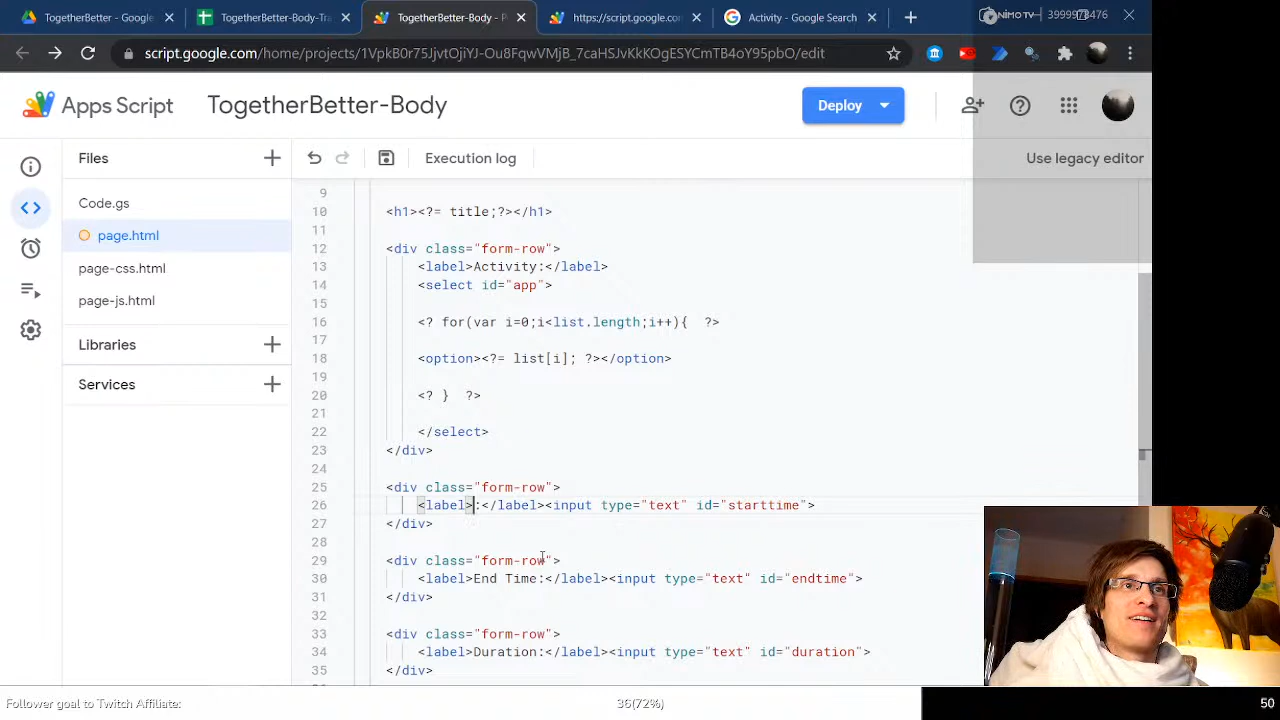 TogetherBetter - Google
TogetherBetter-Body-Tra
TogetherBetter-Body - P
https://script.google.com
Activity - Google Search
NIMO TV
3999978476
script.google.com/home/projects/1VpkB0r75JjvtOjiYJ-Ou8FqwVMjB_7caHSJvKkKOgESYCmTB4oY95pbO/edit
Apps Script
TogetherBetter-Body
Deploy
Files
Execution log
Use legacy editor
Code.gs
page.html
page-css.html
page-js.html
Libraries
Services
9
10 <h1><?= title;?></h1>
11
12 <div class="form-row">
13 <label>Activity:</label>
14 <select id="app">
15
16 <? for(var i=0;i<list.length;i++){ ?>
17
18 <option><?= list[i]; ?></option>
19
20 <? } ?>
21
22 </select>
23 </div>
24
25 <div class="form-row">
26 <label>:</label><input type="text" id="starttime">
27 </div>
28
29 <div class="form-row">
30 <label>End Time:</label><input type="text" id="endtime">
31 </div>
32
33 <div class="form-row">
34 <label>Duration:</label><input type="text" id="duration">
35 </div>
Follower goal to Twitch Affiliate:
36(72%)
50